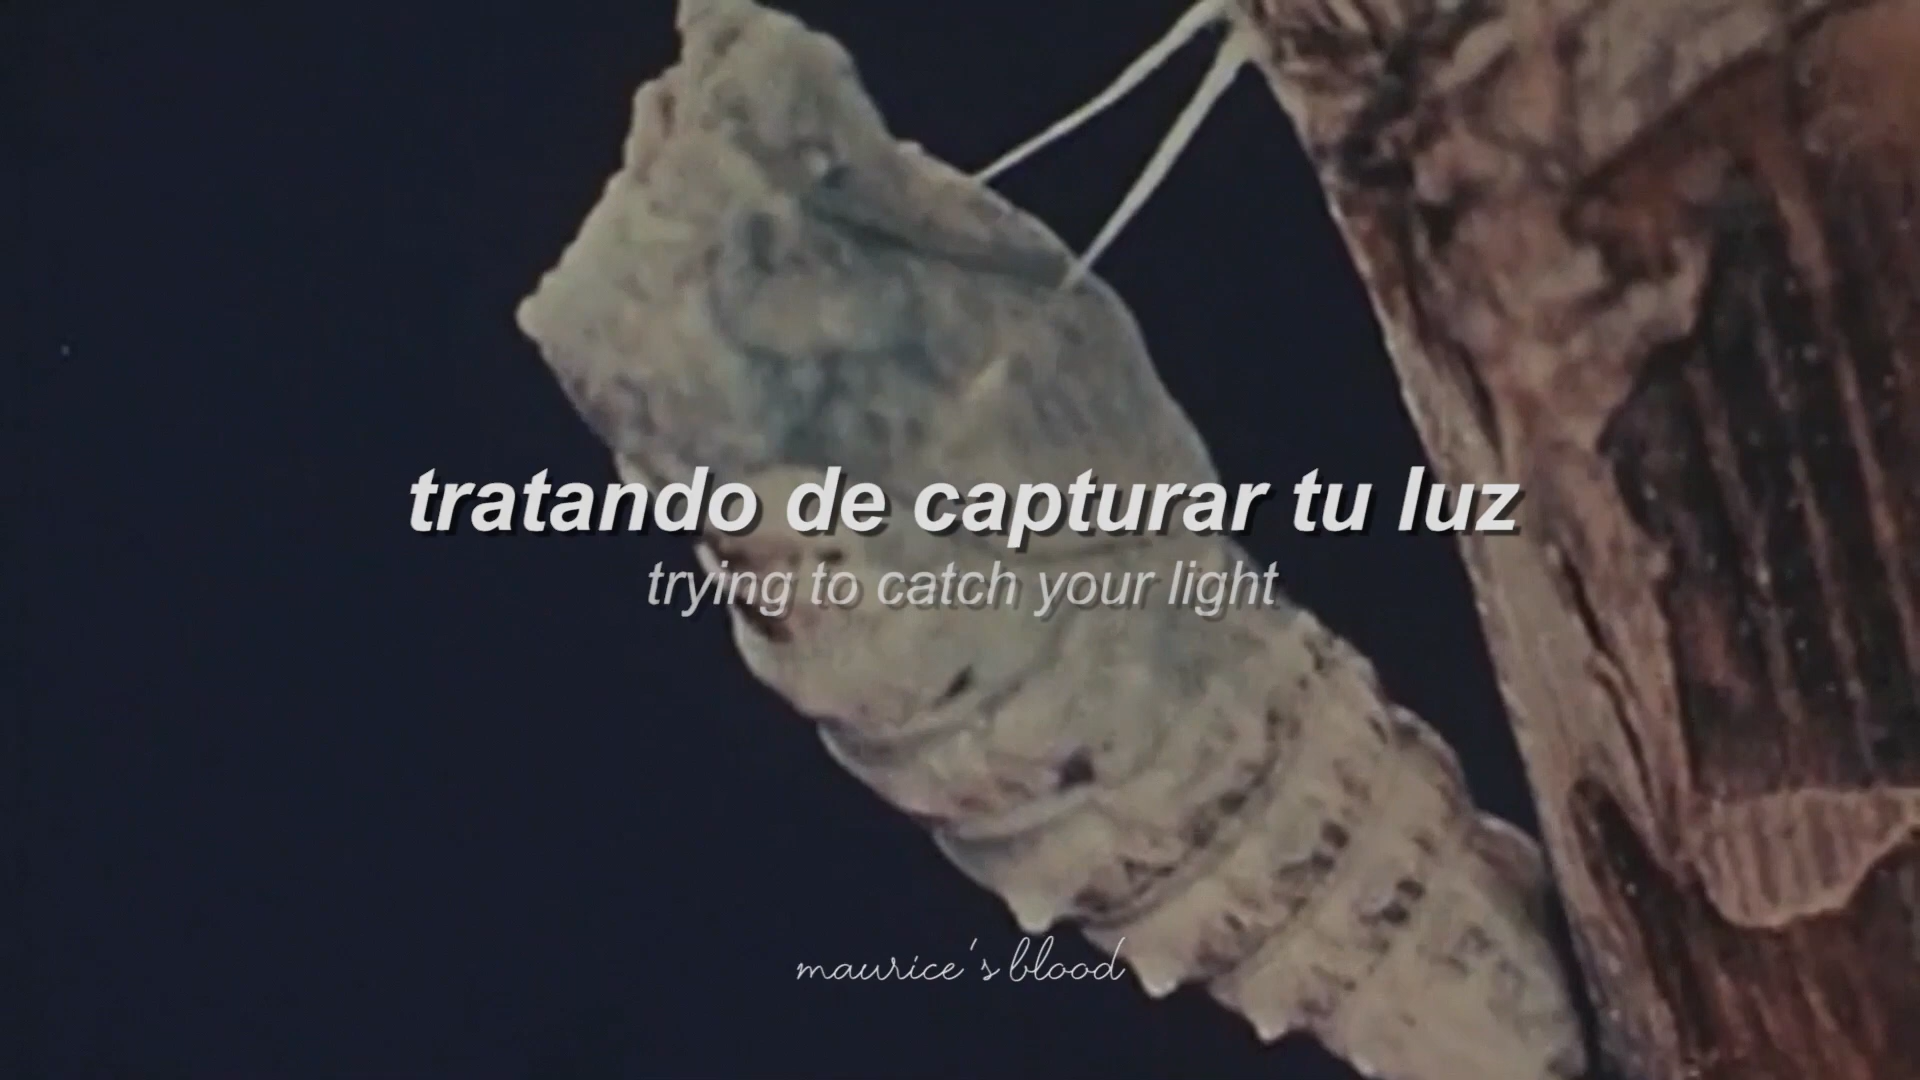 tratando de capturar tu luz
trying to catch your light
maurice's blood